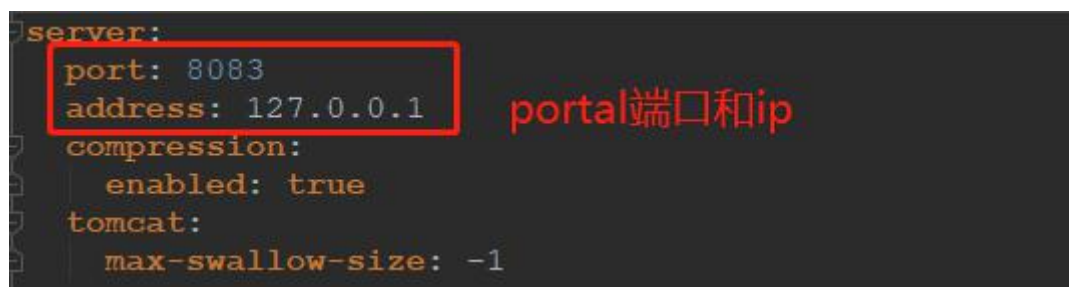 server:
port: 8083
address: 127.0.0.1
portal端口和ip
compression:
enabled: true
tomcat:
max-swallow-size: -1